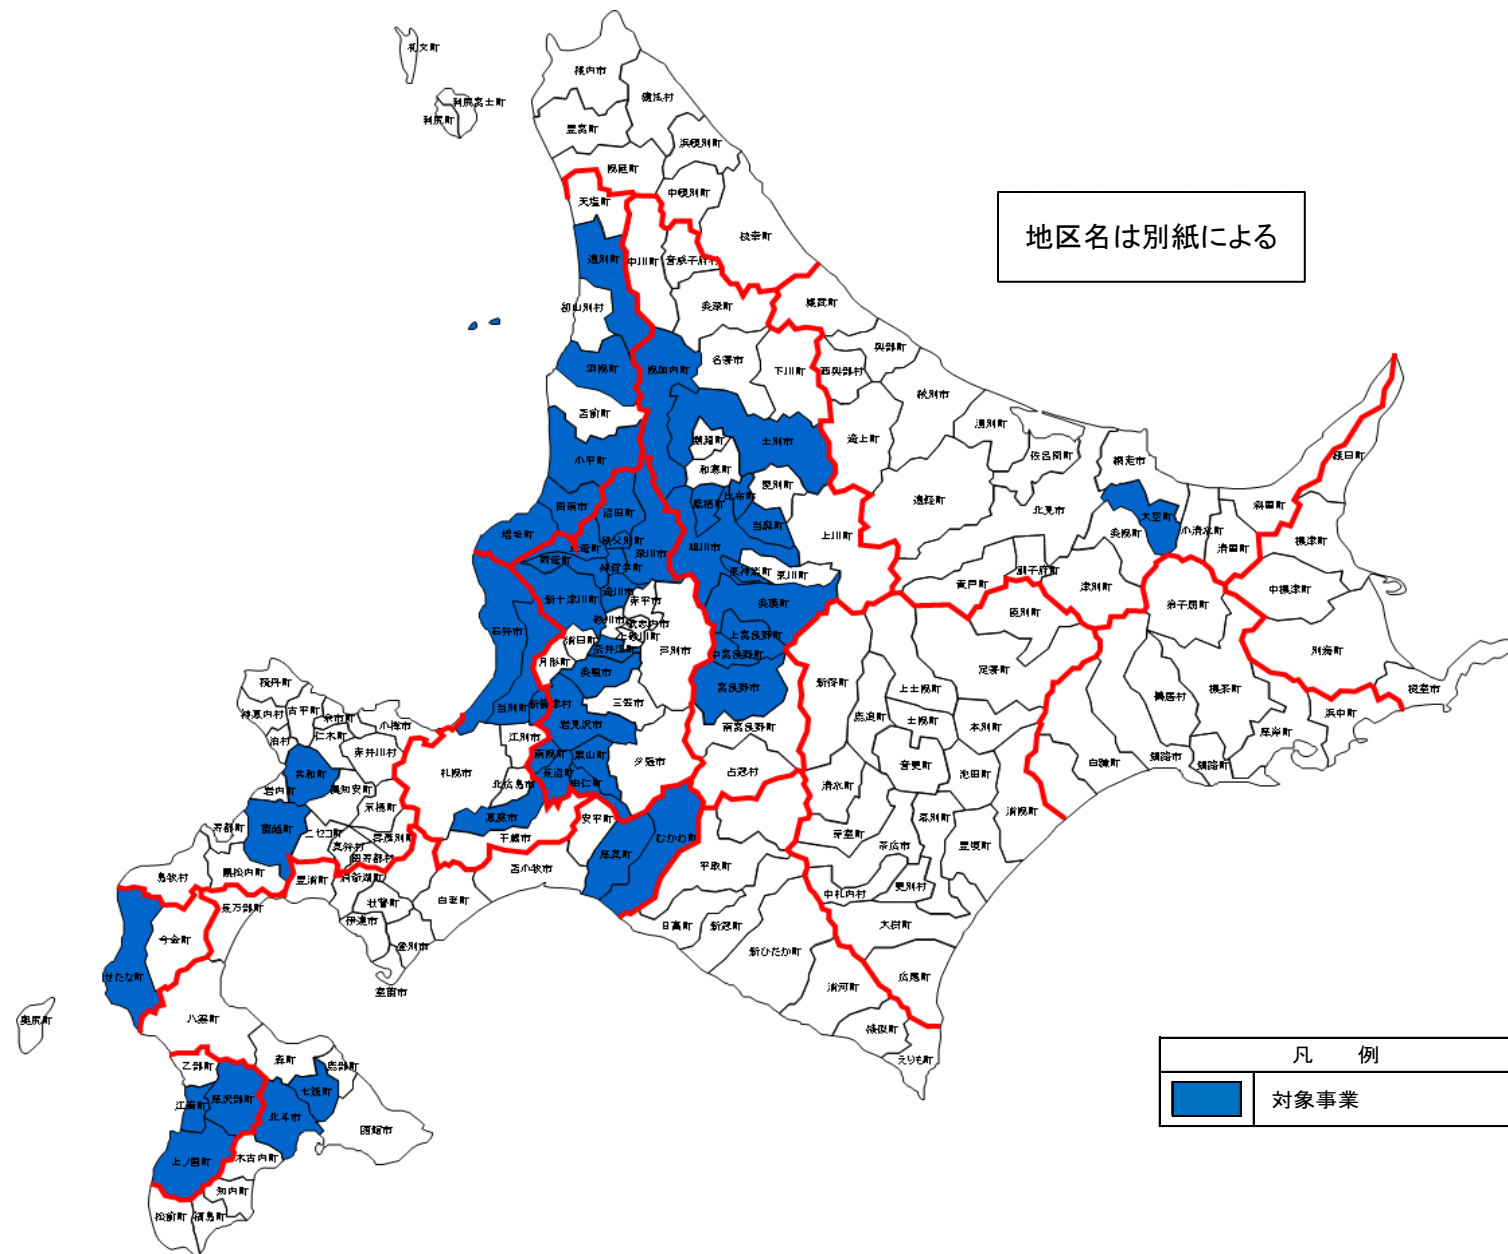 礼文町
利尻富士町
利尻町
稚内市
猿払村
豊富町
浜頓別町
幌延町
中頓別町
天塩町
枝幸町
地区名は別紙による
遠別町
中川町
音威子府村
初山別村
美深町
雄武町
羽幌町
幌加内町
名寄市
下川町
西興部村
興部町
紋別市
苫前町
剣淵町
士別市
滝上町
湧別町
佐呂間町
網走市
羅臼町
小平町
和寒町
愛別町
遠軽町
北見市
大空町
小清水町
斜里町
標津町
留萌市
沼田町
鷹栖町
比布町
当麻町
上川町
美幌町
清里町
増毛町
北竜町
秩父別町
深川市
旭川市
東神楽町
東川町
置戸町
訓子府町
津別町
中標津町
雨竜町
妹背牛町
新十津川町
滝川市
赤平市
美瑛町
陸別町
弟子屈町
石狩市
浦臼町
砂川市
歌志内市
上砂川町
奈井江町
芦別市
上富良野町
中富良野町
足寄町
別海町
月形町
美唄市
富良野市
新得町
上士幌町
鶴居村
標茶町
根室市
積丹町
神恵内村
古平町
余市町
小樽市
当別町
新篠津村
三笠市
岩見沢市
南富良野町
鹿追町
士幌町
本別町
浜中町
厚岸町
泊村
仁木町
赤井川村
江別市
南幌町
栗山町
夕張市
占冠村
音更町
池田町
白糠町
釧路市
釧路町
共和町
岩内町
倶知安町
札幌市
北広島市
長沼町
由仁町
清水町
浦幌町
京極町
恵庭市
千歳市
安平町
むかわ町
芽室町
幕別町
帯広市
豊頃町
寿都町
蘭越町
ニセコ町
真狩村
喜茂別町
留寿都村
厚真町
平取町
島牧村
黒松内町
豊浦町
洞爺湖町
壮瞥町
白老町
苫小牧市
中札内村
更別村
長万部町
伊達市
登別市
室蘭市
日高町
新冠町
新ひだか町
大樹町
今金町
せたな町
浦河町
広尾町
奥尻町
八雲町
様似町
えりも町
乙部町
森町
鹿部町
凡　例
江差町
厚沢部町
七飯町
北斗市
函館市
対象事業
上ノ国町
木古内町
知内町
松前町
福島町